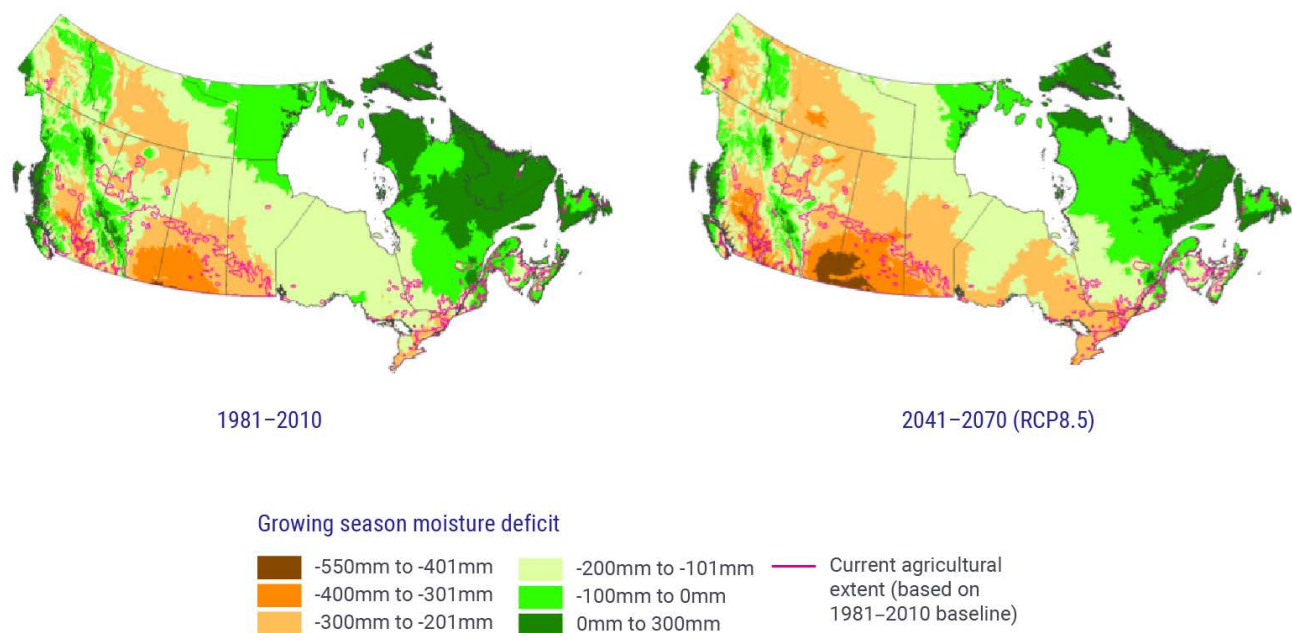 1981–2010
2041–2070 (RCP8.5)
Growing season moisture deficit
-550mm to -401mm
-400mm to -301mm
-300mm to -201mm
-200mm to -101mm
-100mm to 0mm
0mm to 300mm
Current agricultural
extent (based on
1981–2010 baseline)